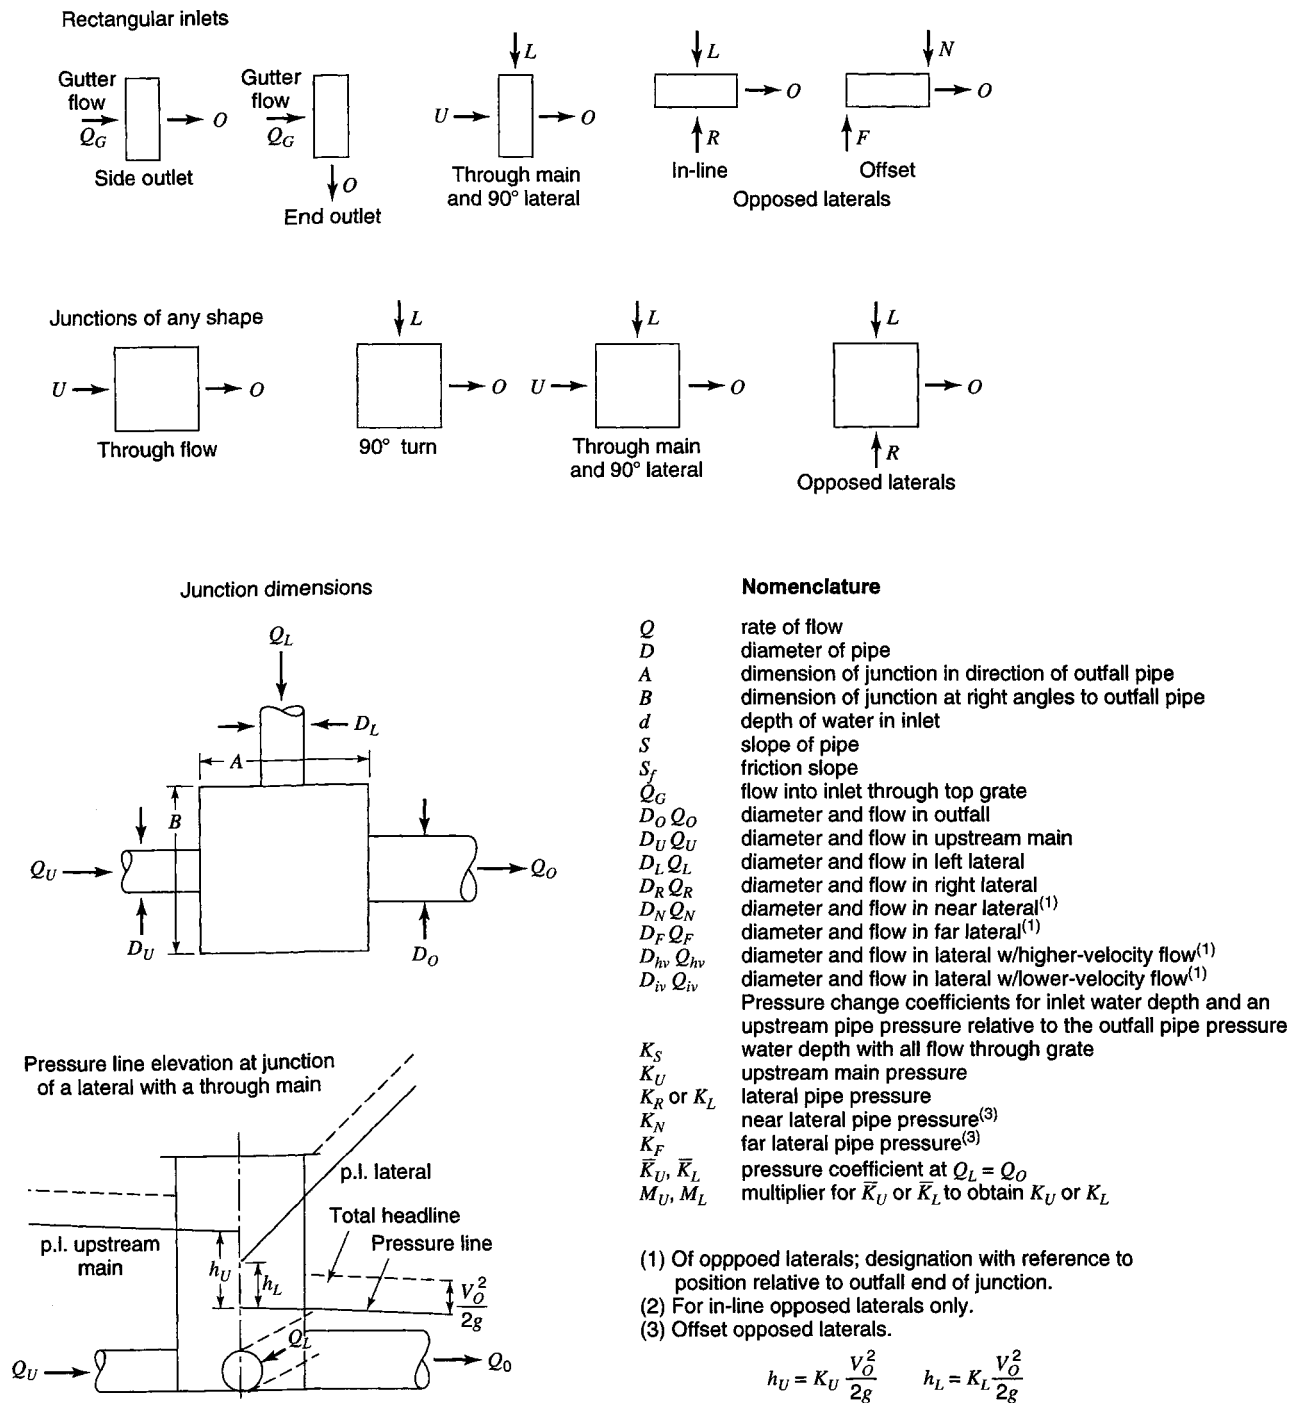 Rectangular inlets
Gutter
flow
Q_G
O
Side outlet
Gutter
flow
Q_G
O
End outlet
L
U
O
Through main
and 90° lateral
L
O
R
In-line
N
O
F
Offset
Opposed laterals
Junctions of any shape
U
O
Through flow
L
O
90° turn
L
U
O
Through main
and 90° lateral
L
O
R
Opposed laterals
Junction dimensions
Q_L
D_L
A
B
Q_U
Q_O
D_U
D_O
Nomenclature
Q rate of flow
D diameter of pipe
A dimension of junction in direction of outfall pipe
B dimension of junction at right angles to outfall pipe
d depth of water in inlet
S slope of pipe
S_f friction slope
Q_G flow into inlet through top grate
D_O Q_O diameter and flow in outfall
D_U Q_U diameter and flow in upstream main
D_L Q_L diameter and flow in left lateral
D_R Q_R diameter and flow in right lateral
D_N Q_N diameter and flow in near lateral(1)
D_F Q_F diameter and flow in far lateral(1)
D_hv Q_hv diameter and flow in lateral w/higher-velocity flow(1)
D_iv Q_iv diameter and flow in lateral w/lower-velocity flow(1)
Pressure change coefficients for inlet water depth and an
upstream pipe pressure relative to the outfall pipe pressure
K_S water depth with all flow through grate
K_U upstream main pressure
K_R or K_L lateral pipe pressure
K_N near lateral pipe pressure(3)
K_F far lateral pipe pressure(3)
K̅_U, K̅_L pressure coefficient at Q_L = Q_O
M_U, M_L multiplier for K̅_U or K̅_L to obtain K_U or K_L
(1) Of opppoed laterals; designation with reference to
position relative to outfall end of junction.
(2) For in-line opposed laterals only.
(3) Offset opposed laterals.
h_U = K_U V_O^2/2g h_L = K_L V_O^2/2g
Pressure line elevation at junction
of a lateral with a through main
p.l. lateral
Total headline
Pressure line
p.l. upstream
main
h_U
h_L
V_O^2/2g
Q_L
Q_U
Q_0